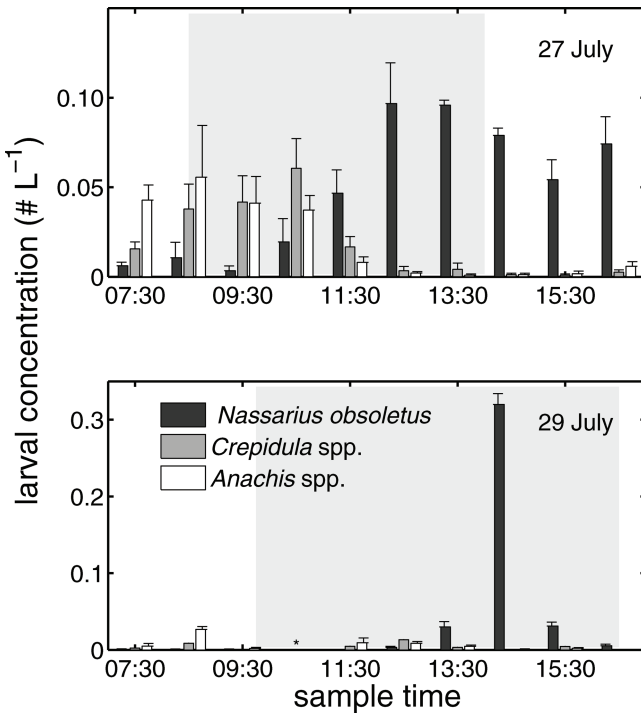 27 July
0.10
0.05
0
07:30 09:30 11:30 13:30 15:30
larval concentration (# L⁻¹)
0.3
0.2
0.1
0
Nassarius obsoletus
Crepidula spp.
Anachis spp.
29 July
*
07:30 09:30 11:30 13:30 15:30
sample time